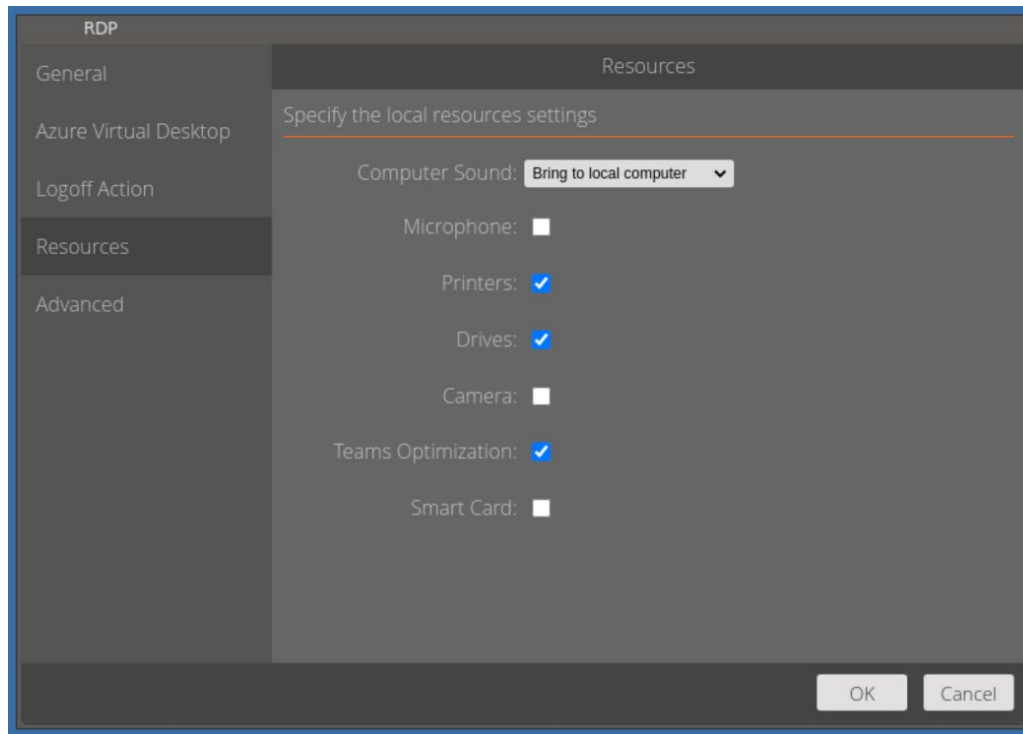 RDP
General
Azure Virtual Desktop
Logoff Action
Resources
Advanced
Resources
Specify the local resources settings
Computer Sound: Bring to local computer
Microphone:
Printers:
Drives:
Camera:
Teams Optimization:
Smart Card:
OK Cancel